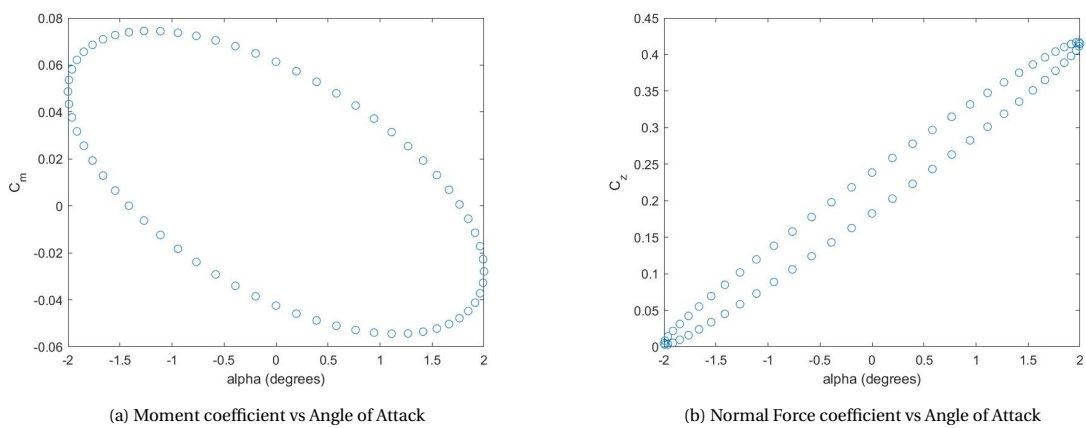 0.08
0.06
0.04
0.02
0
-0.02
-0.04
-0.06
C_m
-2 -1.5 -1 -0.5 0 0.5 1 1.5 2
alpha (degrees)
(a) Moment coefficient vs Angle of Attack
0.45
0.4
0.35
0.3
0.25
0.2
0.15
0.1
0.05
0
C_z
-2 -1.5 -1 -0.5 0 0.5 1 1.5 2
alpha (degrees)
(b) Normal Force coefficient vs Angle of Attack